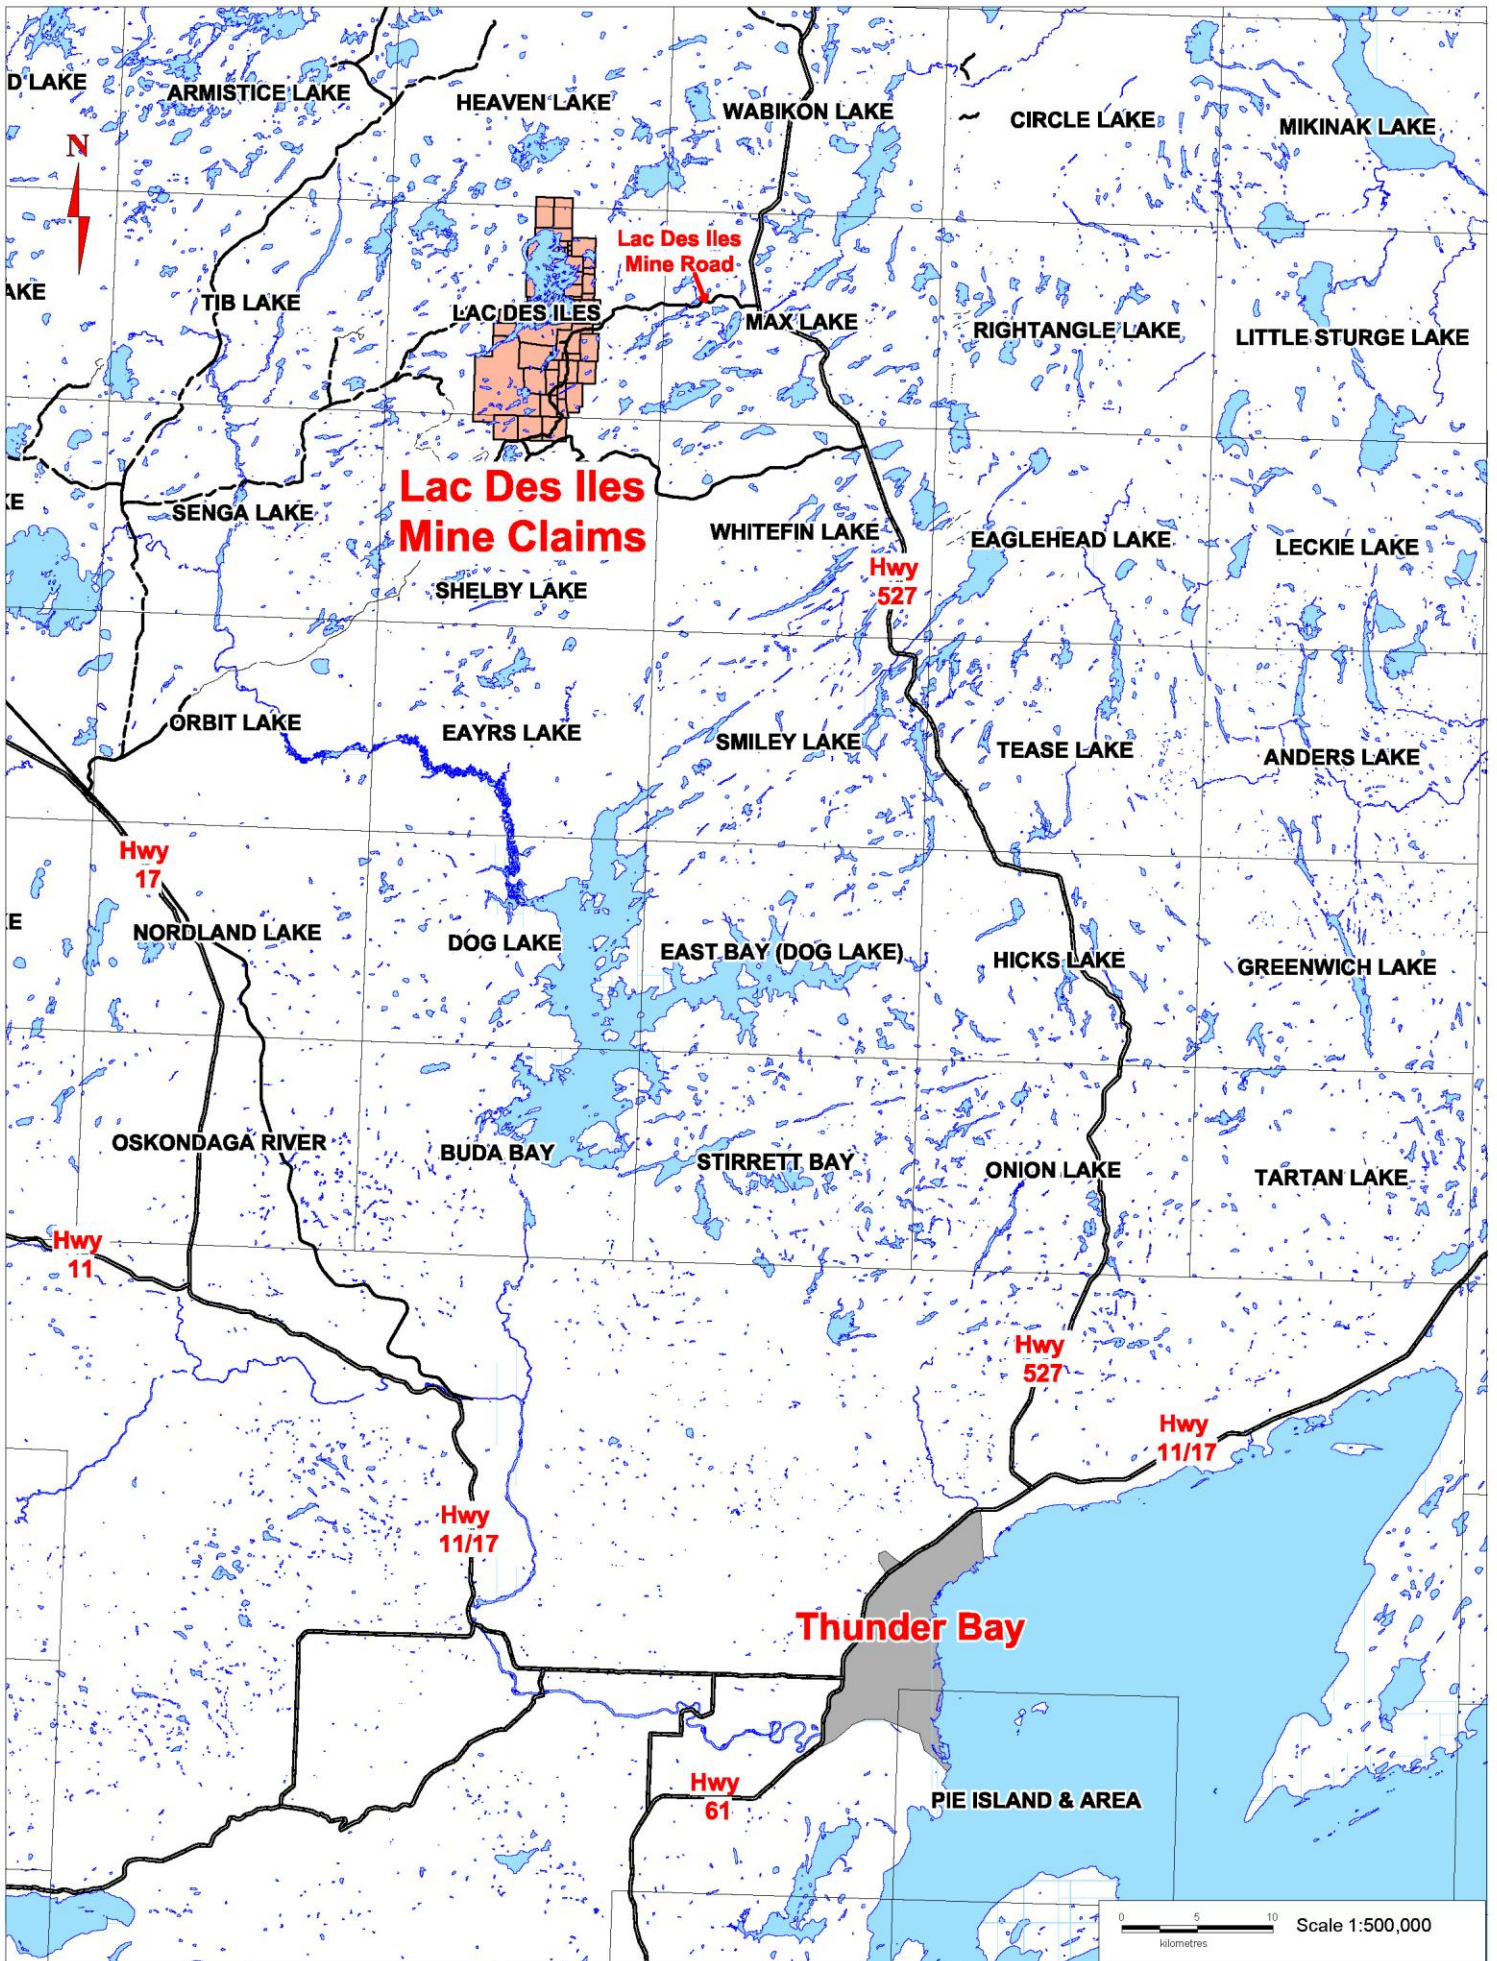 D LAKE
ARMISTICE LAKE
HEAVEN LAKE
WABIKON LAKE
CIRCLE LAKE
MIKINAK LAKE
N
Lac Des Iles
Mine Road
AKE
TIB LAKE
LAC DES ILES
MAX LAKE
RIGHTANGLE LAKE
LITTLE STURGE LAKE
Lac Des Iles
Mine Claims
KE
SENGA LAKE
WHITEFIN LAKE
EAGLEHEAD LAKE
LECKIE LAKE
Hwy
527
SHELBY LAKE
ORBIT LAKE
EAYRS LAKE
SMILEY LAKE
TEASE LAKE
ANDERS LAKE
Hwy
17
KE
NORDLAND LAKE
DOG LAKE
EAST BAY (DOG LAKE)
HICKS LAKE
GREENWICH LAKE
OSKONDAGA RIVER
BUDA BAY
STIRRETT BAY
ONION LAKE
TARTAN LAKE
Hwy
11
Hwy
527
Hwy
11/17
Hwy
11/17
Thunder Bay
Hwy
61
PIE ISLAND & AREA
0 5 10
kilometres
Scale 1:500,000